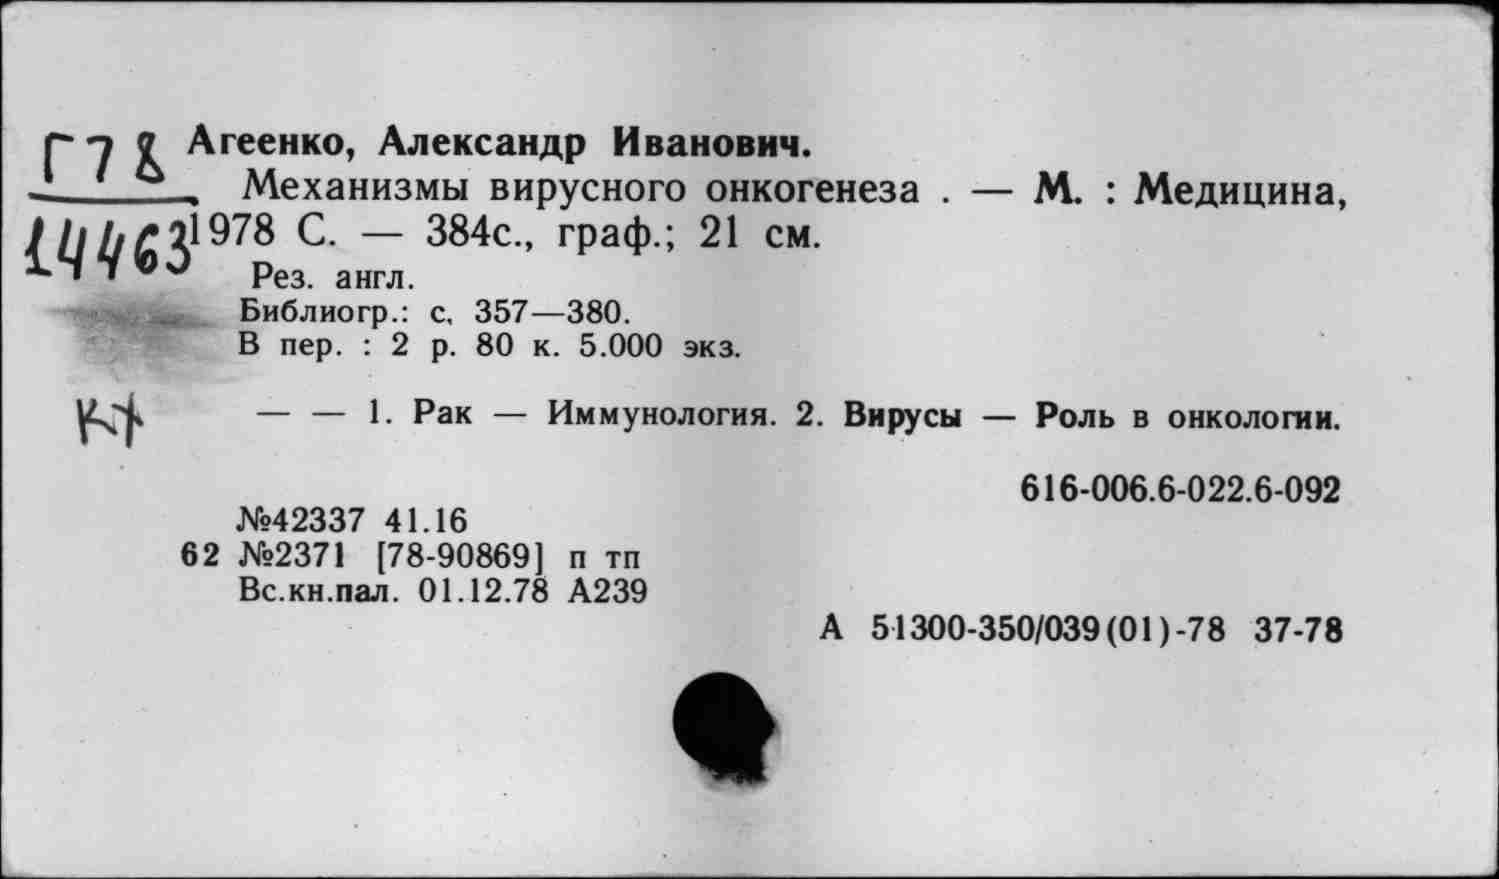 Г78
14463
Агеенко, Александр Иванович.
Механизмы вирусного онкогенеза . — М. : Медицина,
1978 С. — 384с., граф.; 21 см.
Рез. англ.
Библиогр.: с, 357—380.
В пер. : 2 р. 80 к. 5.000 экз.
— — 1. Рак — Иммунология. 2. Вирусы — Роль в онкологии.
616-006.6-022.6-092
№42337 41.16
62 №2371 [78-90869] п тп
Вс.кн.пал. 01.12.78 А239
А 51300-350/039(01)-78 37-78